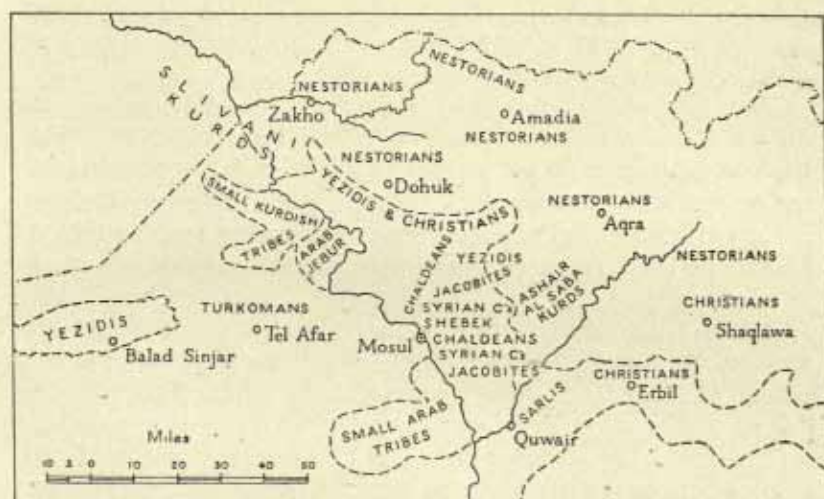 NESTORIANS
NESTORIANS
Zakho
Amadia
NESTORIANS
SLIVANI
KURDS
NESTORIANS
Dohuk
YEZIDIS & CHRISTIANS
SMALL KURDISH
TRIBES
ARAB
JEBUR
NESTORIANS
Aqra
NESTORIANS
CHALDEANS
YEZIDIS
JACOBITES
SYRIAN C
SHEBEK
CHALDEANS
SYRIAN C
JACOBITES
ASHAIR
AL SABA
KURDS
CHRISTIANS
Shaqlawa
TURKOMANS
Tel Afar
YEZIDIS
Balad Sinjar
Mosul
CHRISTIANS
Erbil
SARLIS
Quwair
SMALL ARAB
TRIBES
Miles
10 5 0 10 20 30 40 50